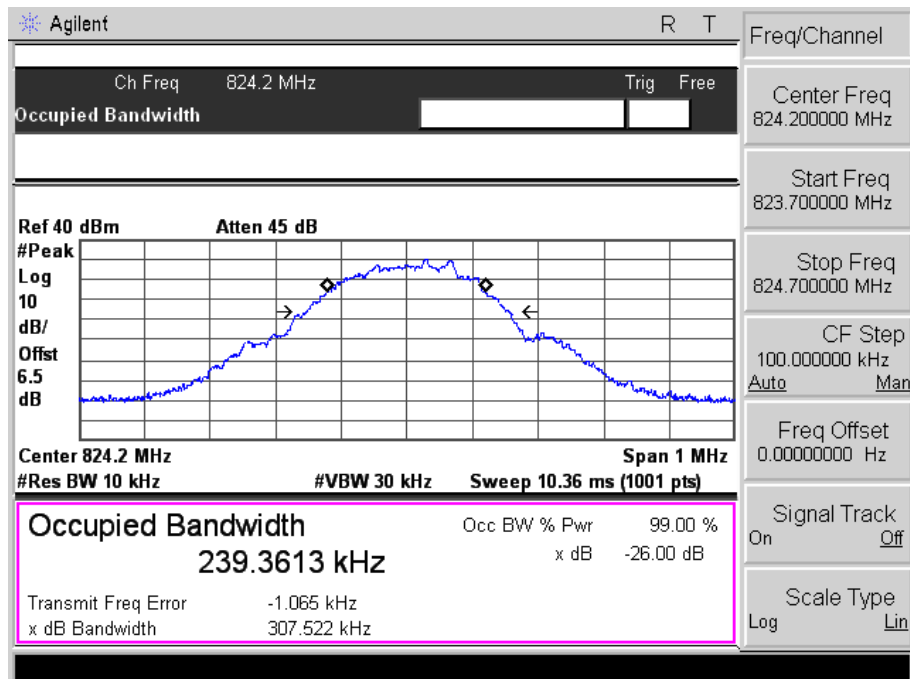 Agilent R T
Ch Freq 824.2 MHz Trig Free
Occupied Bandwidth
Ref 40 dBm Atten 45 dB
#Peak
Log
10
dB/
Offst
6.5
dB
Center 824.2 MHz Span 1 MHz
#Res BW 10 kHz #VBW 30 kHz Sweep 10.36 ms (1001 pts)
Occupied Bandwidth
239.3613 kHz
Occ BW % Pwr 99.00 %
x dB -26.00 dB
Transmit Freq Error -1.065 kHz
x dB Bandwidth 307.522 kHz
Freq/Channel
Center Freq
824.200000 MHz
Start Freq
823.700000 MHz
Stop Freq
824.700000 MHz
CF Step
100.000000 kHz
Auto Man
Freq Offset
0.00000000 Hz
Signal Track
On Off
Scale Type
Log Lin